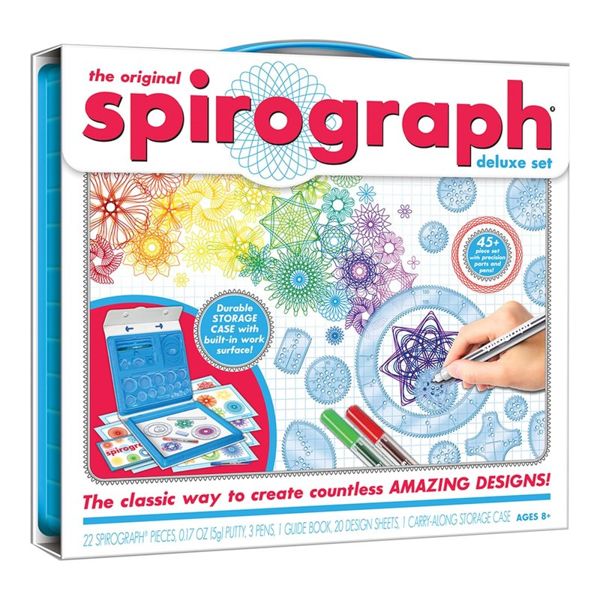 the original
spirograph®
deluxe set
45+
piece set
with precision
parts and
pens!
Durable
STORAGE
CASE with
built-in work
surface!
spirogra
The classic way to create countless AMAZING DESIGNS!
22 SPIROGRAPH® PIECES, 0.17 OZ (5g) PUTTY, 3 PENS, 1 GUIDE BOOK, 20 DESIGN SHEETS, 1 CARRY-ALONG STORAGE CASE AGES 8+